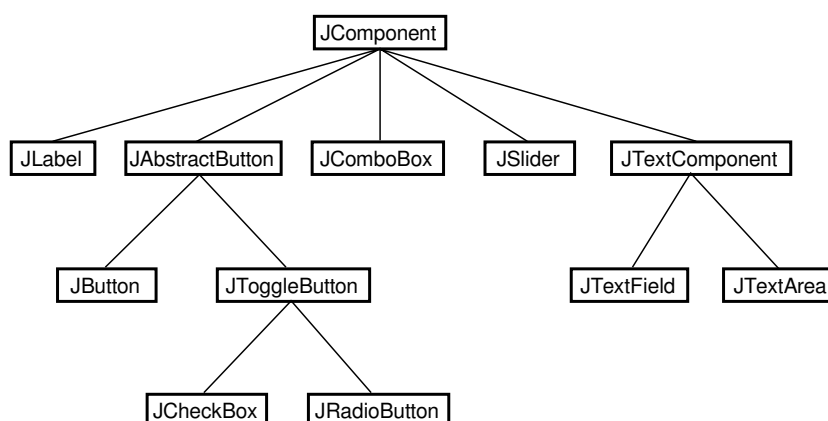 JComponent
JLabel
JAbstractButton
JComboBox
JSlider
JTextComponent
JButton
JToggleButton
JTextField
JTextArea
JCheckBox
JRadioButton